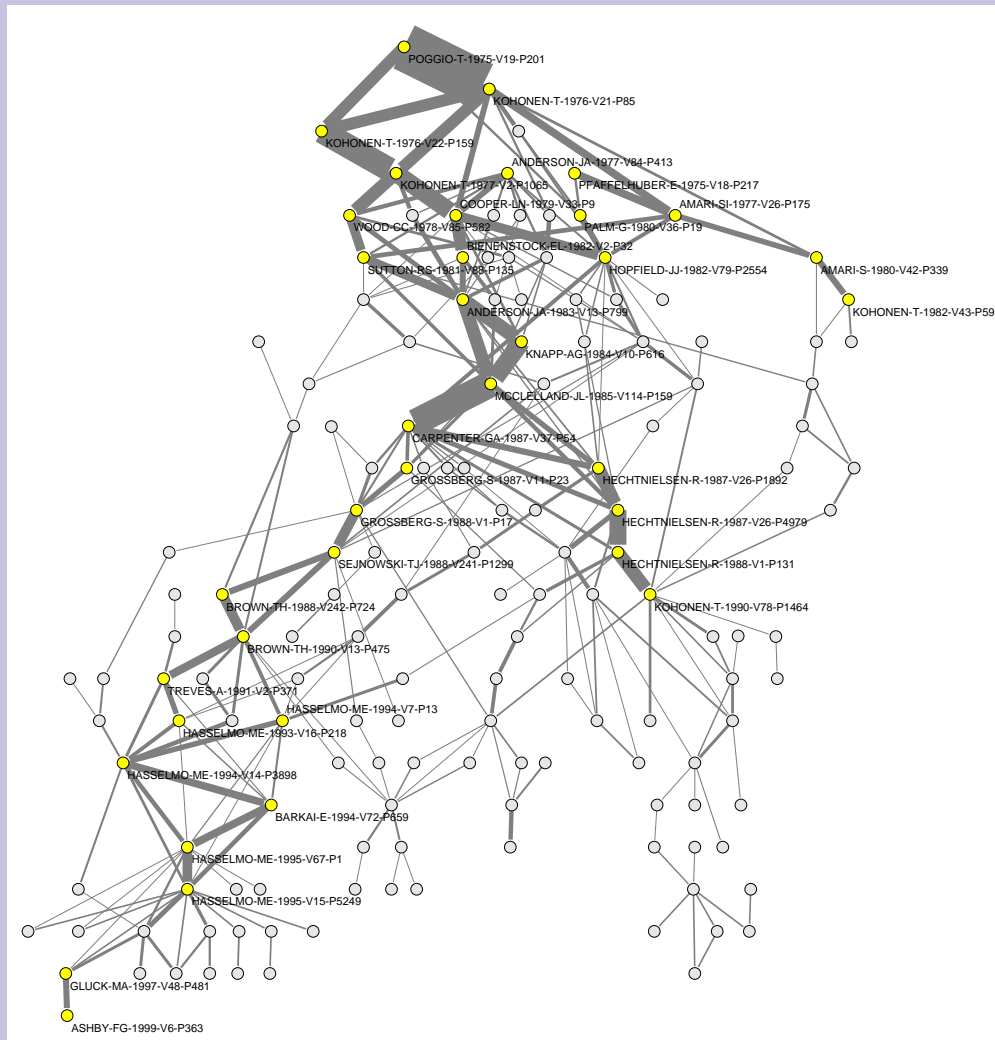 POGGIO-T-1975-V19-P201
KOHONEN-T-1976-V21-P85
KOHONEN-T-1976-V22-P159
ANDERSON-JA-1977-V84-P413
KOHONEN-T-1977-V2-P1065
PFAFFELHUBER-E-1975-V18-P217
COOPER-LN-1979-V33-P9
AMARI-SI-1977-V26-P175
WOOD-CC-1978-V85-P582
PALM-G-1980-V36-P19
BIENENSTOCK-EL-1982-V2-P32
SUTTON-RS-1981-V88-P135
HOPFIELD-JJ-1982-V79-P2554
AMARI-S-1980-V42-P339
ANDERSON-JA-1983-V13-P799
KOHONEN-T-1982-V43-P59
KNAPP-AG-1984-V10-P616
MCCLELLAND-JL-1985-V114-P159
CARPENTER-GA-1987-V37-P54
GROSSBERG-S-1987-V11-P23
HECHTNIELSEN-R-1987-V26-P1892
GROSSBERG-S-1988-V1-P17
HECHTNIELSEN-R-1987-V26-P4979
SEJNOWSKI-TJ-1988-V241-P1299
HECHTNIELSEN-R-1988-V1-P131
BROWN-TH-1988-V242-P724
KOHONEN-T-1990-V78-P1464
BROWN-TH-1990-V13-P475
TREVES-A-1991-V2-P371
HASSELMO-ME-1994-V7-P13
HASSELMO-ME-1993-V16-P218
HASSELMO-ME-1994-V14-P3898
BARKAI-E-1994-V72-P659
HASSELMO-ME-1995-V67-P1
HASSELMO-ME-1995-V15-P5249
GLUCK-MA-1997-V48-P481
ASHBY-FG-1999-V6-P363